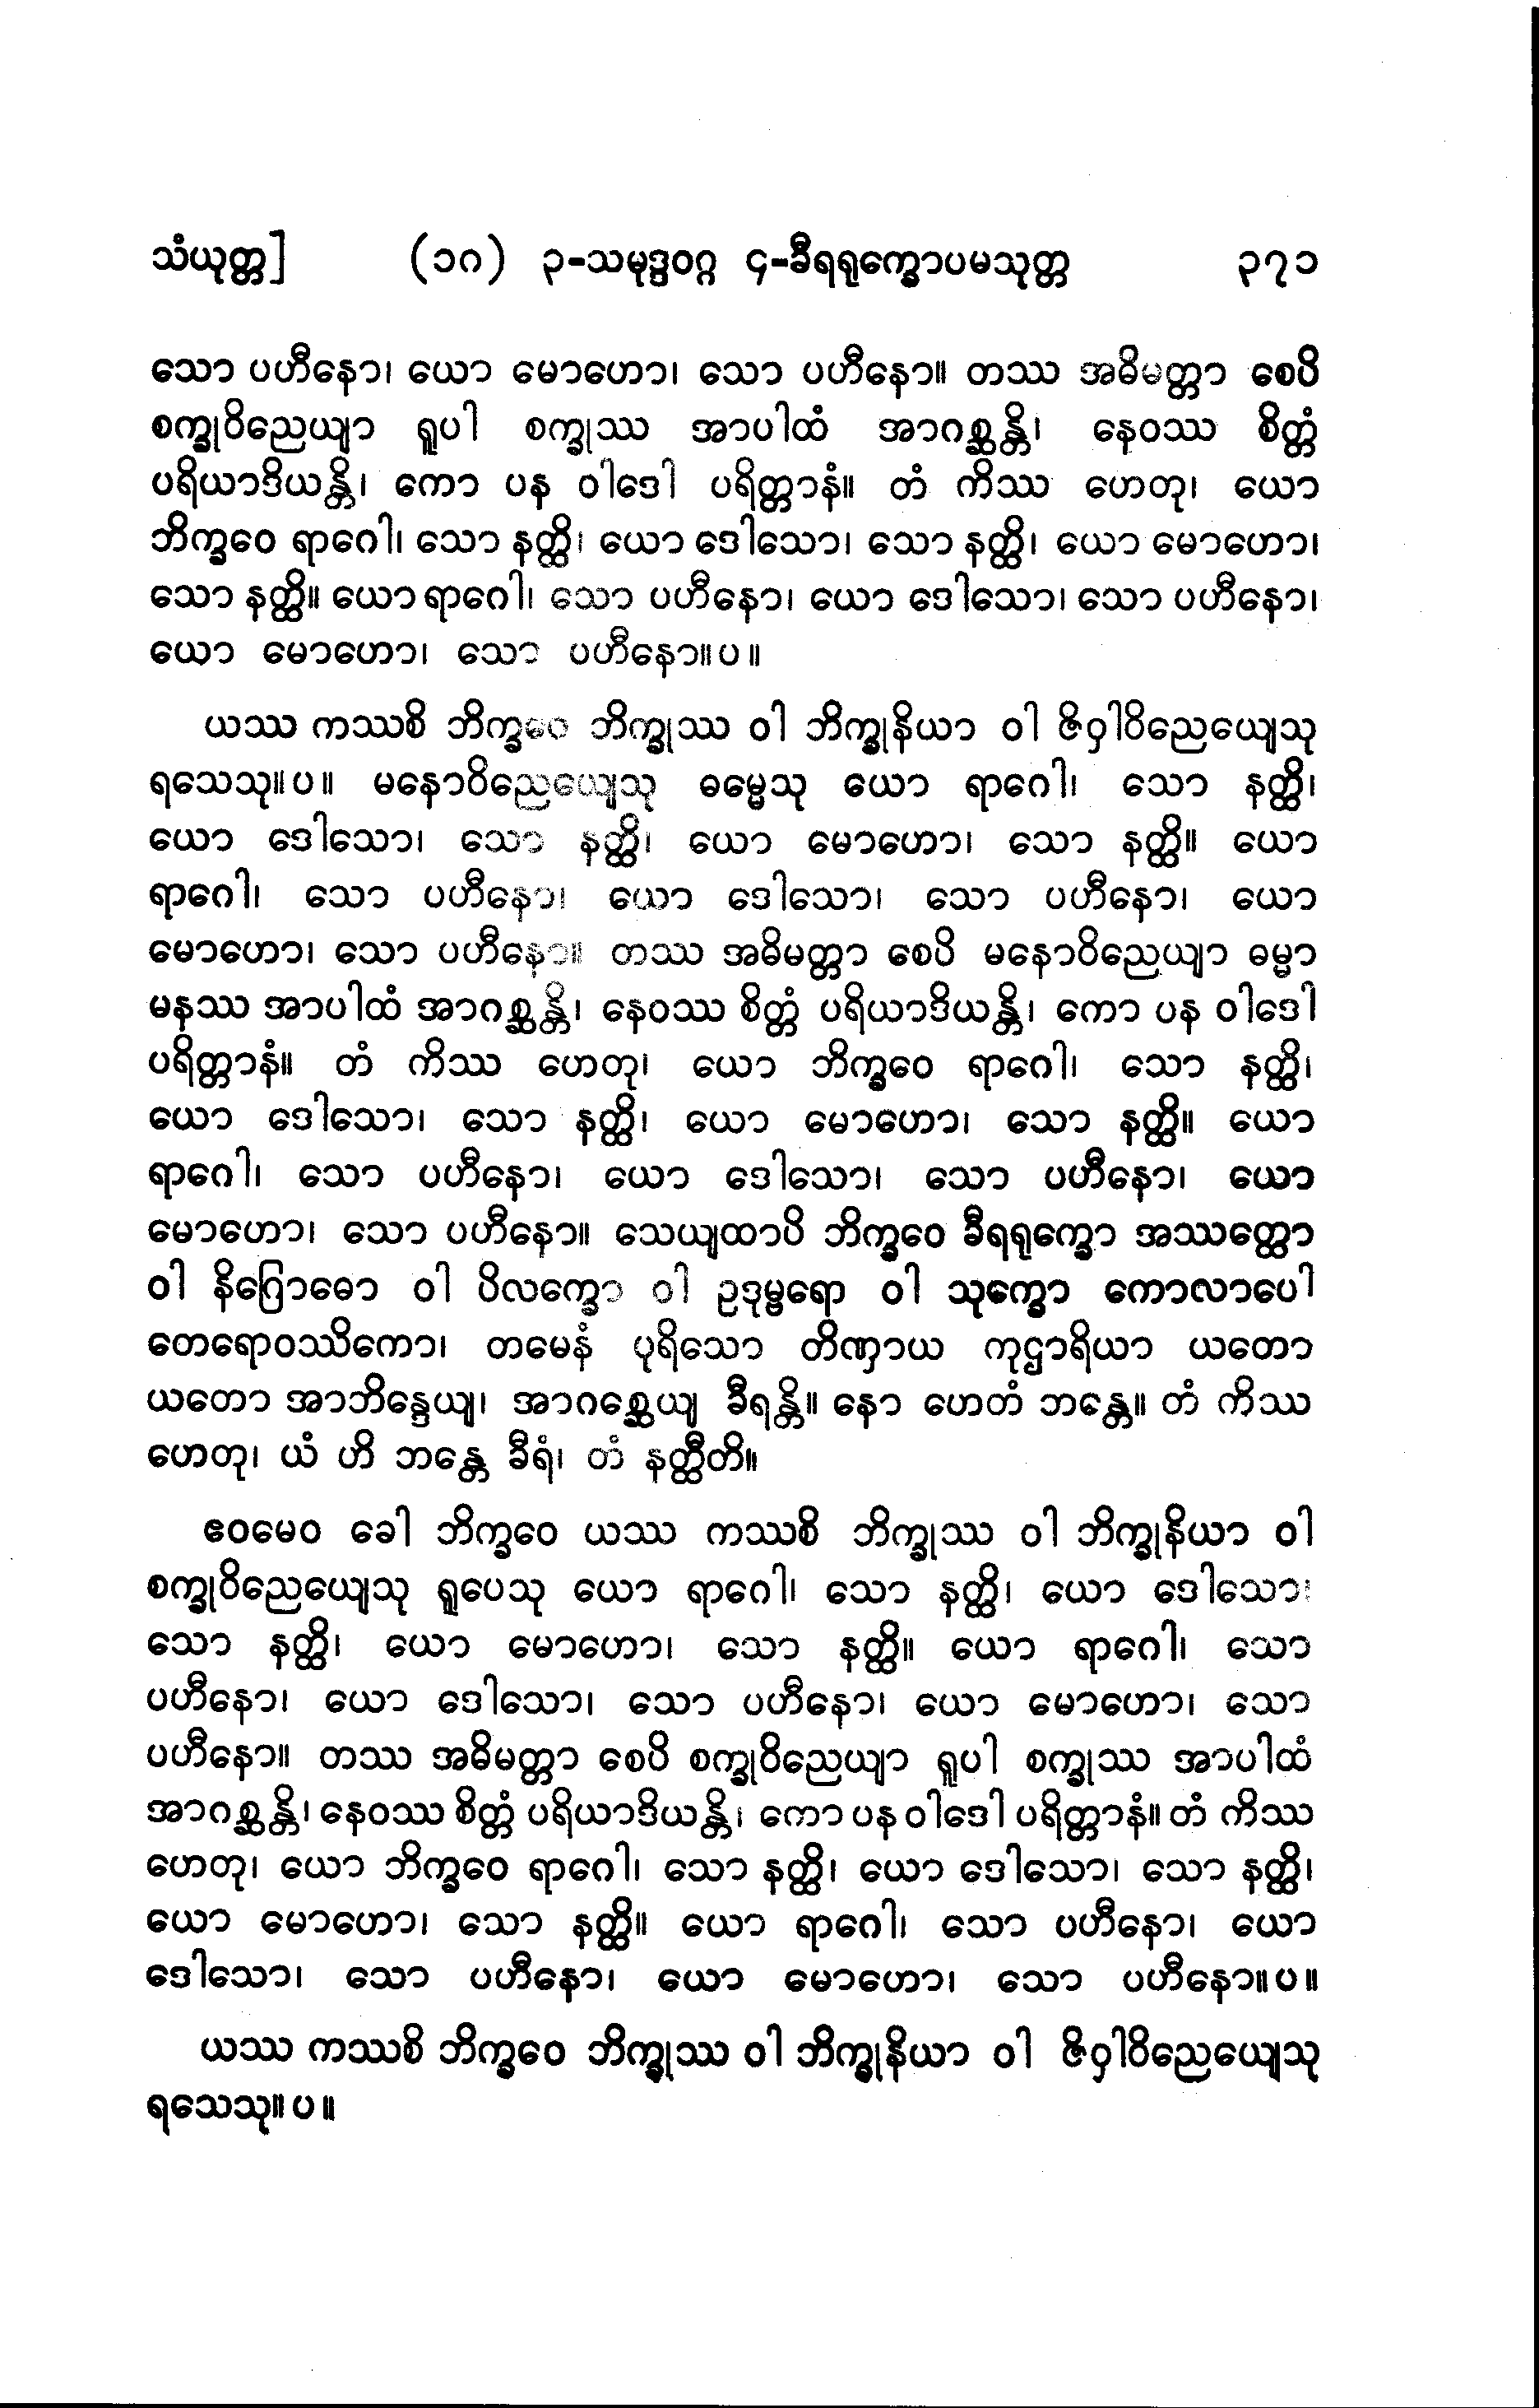 သံယုတ္တ] (၁၈) ၃-သမုဒ္ဒဝဂ္ဂ ၄-ခီရရုက္ခောပမသုတ္တ ၃၇၁
သော ပဟီနော၊ ယော မောဟော၊ သော ပဟီနော။ တဿ အဓိမတ္တာ စေပိ
စက္ခုဝိညေယျာ ရူပါ စက္ခုဿ အာပါထံ အာဂစ္ဆန္တိ၊ နေဝဿ စိတ္တံ
ပရိယာဒိယန္တိ၊ ကော ပန ဝါဒေါ ပရိတ္တာနံ။ တံ ကိဿ ဟေတု၊ ယော
ဘိက္ခဝေ ရာဂေါ၊ သော နတ္ထိ၊ ယော ဒေါသော၊ သော နတ္ထိ၊ ယော မောဟော၊
သော နတ္ထိ။ ယော ရာဂေါ၊ သော ပဟီနော၊ ယော ဒေါသော၊ သော ပဟီနော၊
ယော မောဟော၊ သော ပဟီနော။ပ။
ယဿ ကဿစိ ဘိက္ခဝေ ဘိက္ခုဿ ဝါ ဘိက္ခုနိယာ ဝါ ဇိဝှါဝိညေယျေသု
ရသေသု။ပ။ မနောဝိညေယျေသု ဓမ္မေသု ယော ရာဂေါ၊ သော နတ္ထိ၊
ယော ဒေါသော၊ သော နတ္ထိ၊ ယော မောဟော၊ သော နတ္ထိ။ ယော
ရာဂေါ၊ သော ပဟီနော၊ ယော ဒေါသော၊ သော ပဟီနော၊ ယော
မောဟော၊ သော ပဟီနော။ တဿ အဓိမတ္တာ စေပိ မနောဝိညေယျာ ဓမ္မာ
မနဿ အာပါထံ အာဂစ္ဆန္တိ၊ နေဝဿ စိတ္တံ ပရိယာဒိယန္တိ၊ ကော ပန ဝါဒေါ
ပရိတ္တာနံ။ တံ ကိဿ ဟေတု၊ ယော ဘိက္ခဝေ ရာဂေါ၊ သော နတ္ထိ၊
ယော ဒေါသော၊ သော နတ္ထိ၊ ယော မောဟော၊ သော နတ္ထိ။ ယော
ရာဂေါ၊ သော ပဟီနော၊ ယော ဒေါသော၊ သော ပဟီနော၊ ယော
မောဟော၊ သော ပဟီနော။ သေယျထာပိ ဘိက္ခဝေ ခီရရုက္ခော အဿတ္ထော
ဝါ နိဂြောဓော ဝါ ပိလက္ခော ဝါ ဥဒုမ္ဗရော ဝါ သုက္ခော ကောလာပေါ
တေရောဝဿိကော၊ တမေနံ ပုရိသော တိဏှာယ ကုဌာရိယာ ယတော
ယတော အာဘိန္ဒေယျ၊ အာဂစ္ဆေယျ ခီရန္တိ။ နော ဟေတံ ဘန္တေ။ တံ ကိဿ
ဟေတု၊ ယံ ဟိ ဘန္တေ ခီရံ၊ တံ နတ္ထီတိ။
ဧဝမေဝ ခေါ ဘိက္ခဝေ ယဿ ကဿစိ ဘိက္ခုဿ ဝါ ဘိက္ခုနိယာ ဝါ
စက္ခုဝိညေယျေသု ရူပေသု ယော ရာဂေါ၊ သော နတ္ထိ၊ ယော ဒေါသော၊
သော နတ္ထိ၊ ယော မောဟော၊ သော နတ္ထိ။ ယော ရာဂေါ၊ သော
ပဟီနော၊ ယော ဒေါသော၊ သော ပဟီနော၊ ယော မောဟော၊ သော
ပဟီနော။ တဿ အဓိမတ္တာ စေပိ စက္ခုဝိညေယျာ ရူပါ စက္ခုဿ အာပါထံ
အာဂစ္ဆန္တိ၊ နေဝဿ စိတ္တံ ပရိယာဒိယန္တိ၊ ကော ပန ဝါဒေါ ပရိတ္တာနံ။ တံ ကိဿ
ဟေတု၊ ယော ဘိက္ခဝေ ရာဂေါ၊ သော နတ္ထိ၊ ယော ဒေါသော၊ သော နတ္ထိ၊
ယော မောဟော၊ သော နတ္ထိ။ ယော ရာဂေါ၊ သော ပဟီနော၊ ယော
ဒေါသော၊ သော ပဟီနော၊ ယော မောဟော၊ သော ပဟီနော။ပ။
ယဿ ကဿစိ ဘိက္ခဝေ ဘိက္ခုဿ ဝါ ဘိက္ခုနိယာ ဝါ ဇိဝှါဝိညေယျေသု
ရသေသု။ပ။